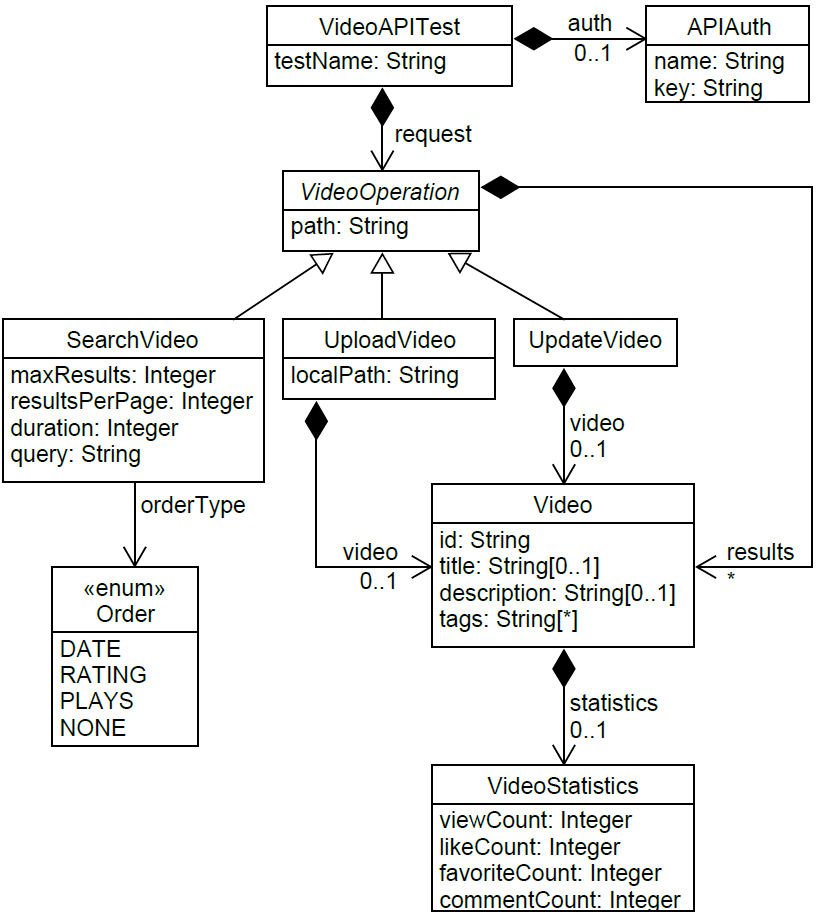 VideoAPITest
testName: String
auth
0..1
APIAuth
name: String
key: String
request
VideoOperation
path: String
SearchVideo
maxResults: Integer
resultsPerPage: Integer
duration: Integer
query: String
UploadVideo
localPath: String
UpdateVideo
video
0..1
orderType
video
0..1
Video
id: String
title: String[0..1]
description: String[0..1]
tags: String[*]
results
*
«enum»
Order
DATE
RATING
PLAYS
NONE
statistics
0..1
VideoStatistics
viewCount: Integer
likeCount: Integer
favoriteCount: Integer
commentCount: Integer